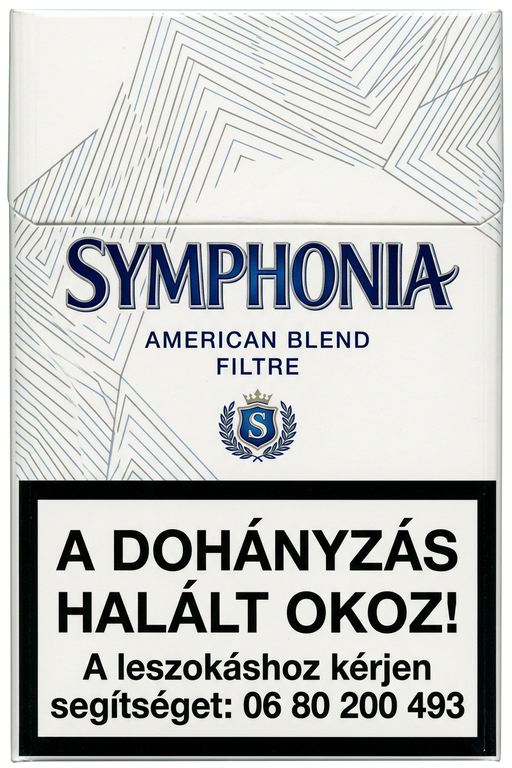 SYMPHONIA
AMERICAN BLEND
FILTRE
S
A DOHÁNYZÁS
HALÁLT OKOZ!
A leszokáshoz kérjen
segítséget: 06 80 200 493